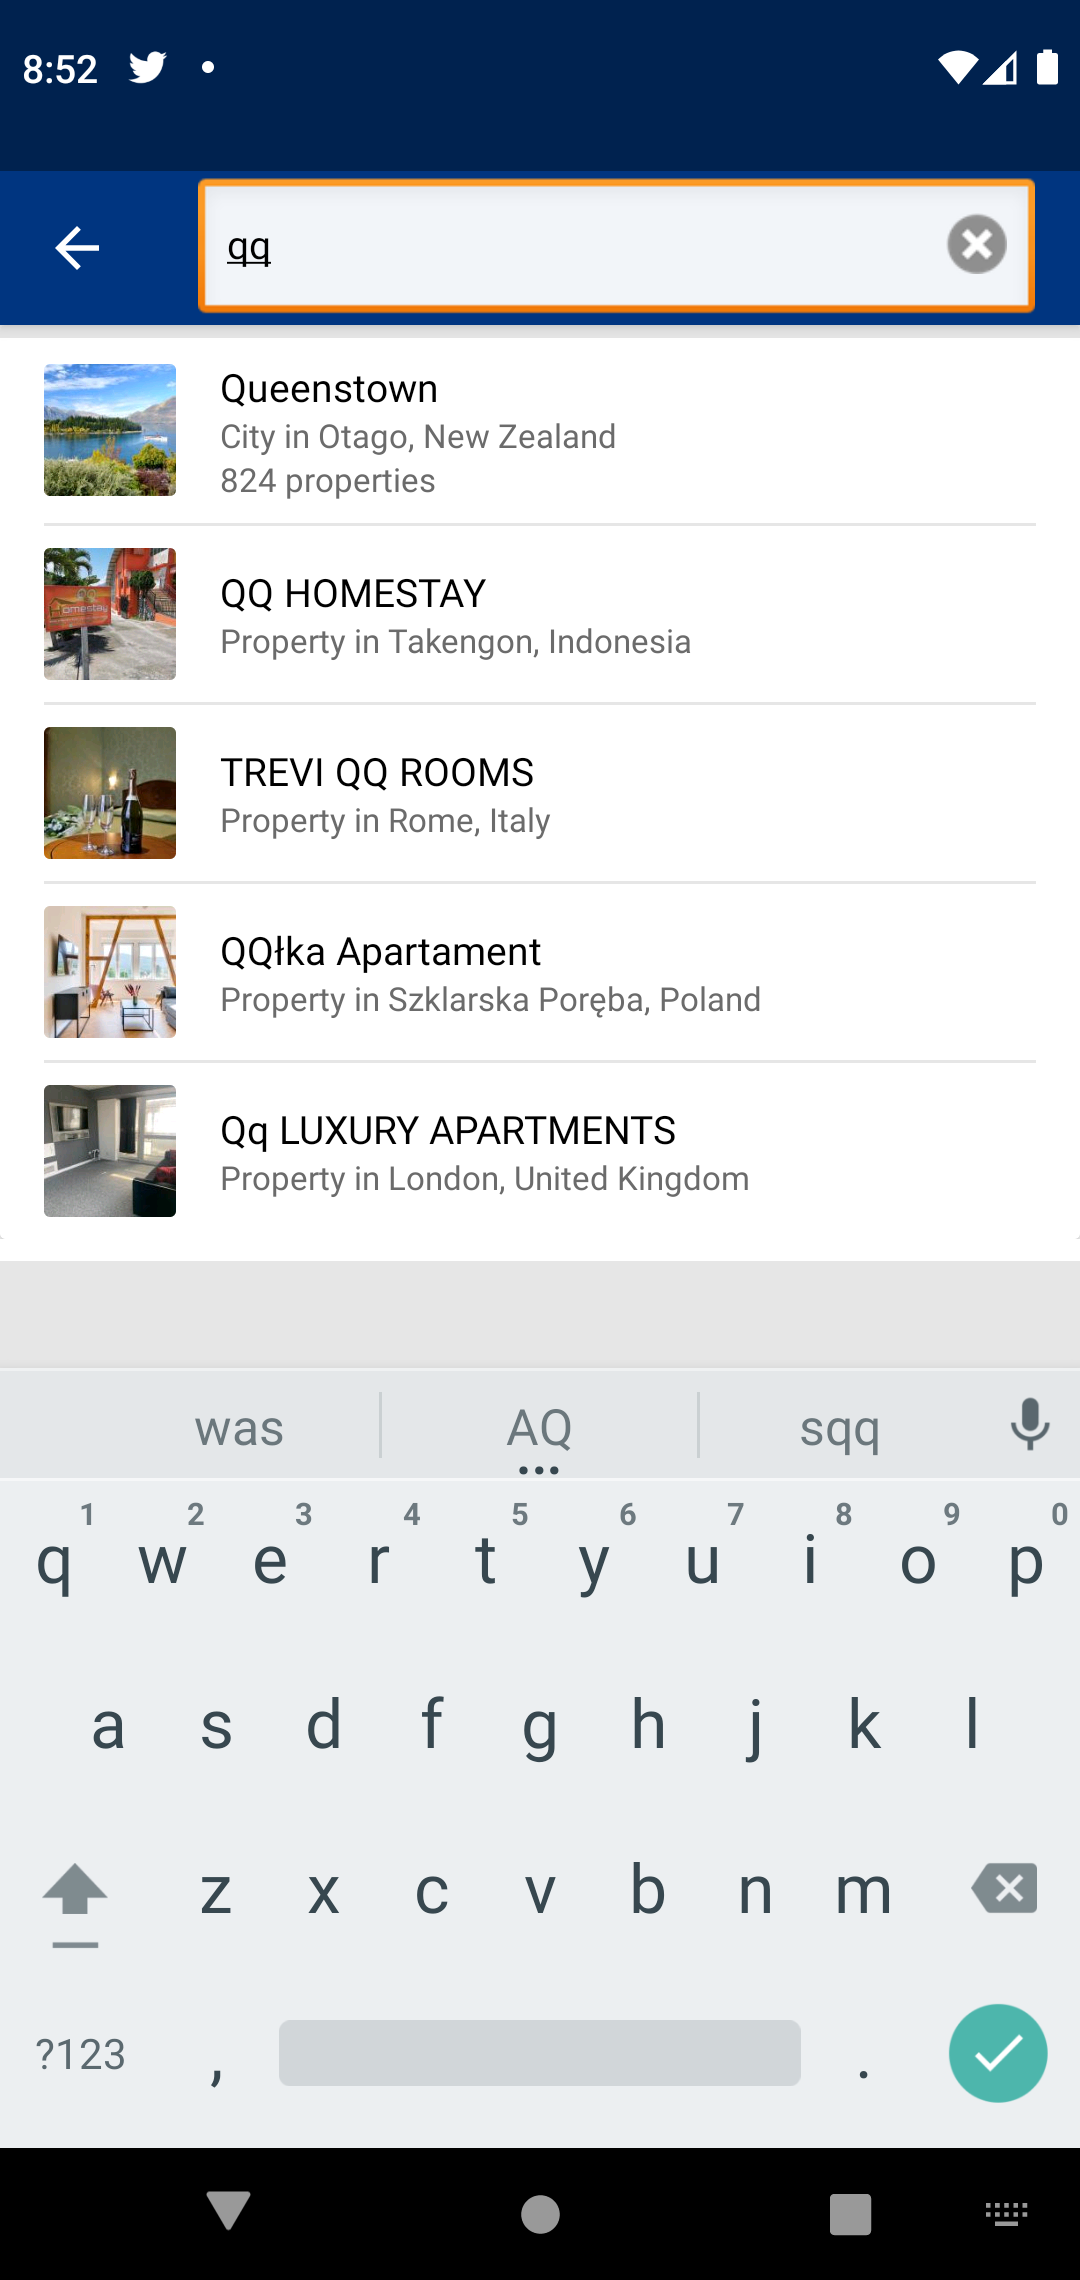 8:52
qq
Queenstown
City in Otago, New Zealand
824 properties
QQ HOMESTAY
Property in Takengon, Indonesia
TREVI QQ ROOMS
Property in Rome, Italy
QQłka Apartament
Property in Szklarska Poręba, Poland
Qq LUXURY APARTMENTS
Property in London, United Kingdom
was AQ sqq
1 2 3 4 5 6 7 8 9 0
q w e r t y u i o p
a s d f g h j k l
z x c v b n m
?123 , .